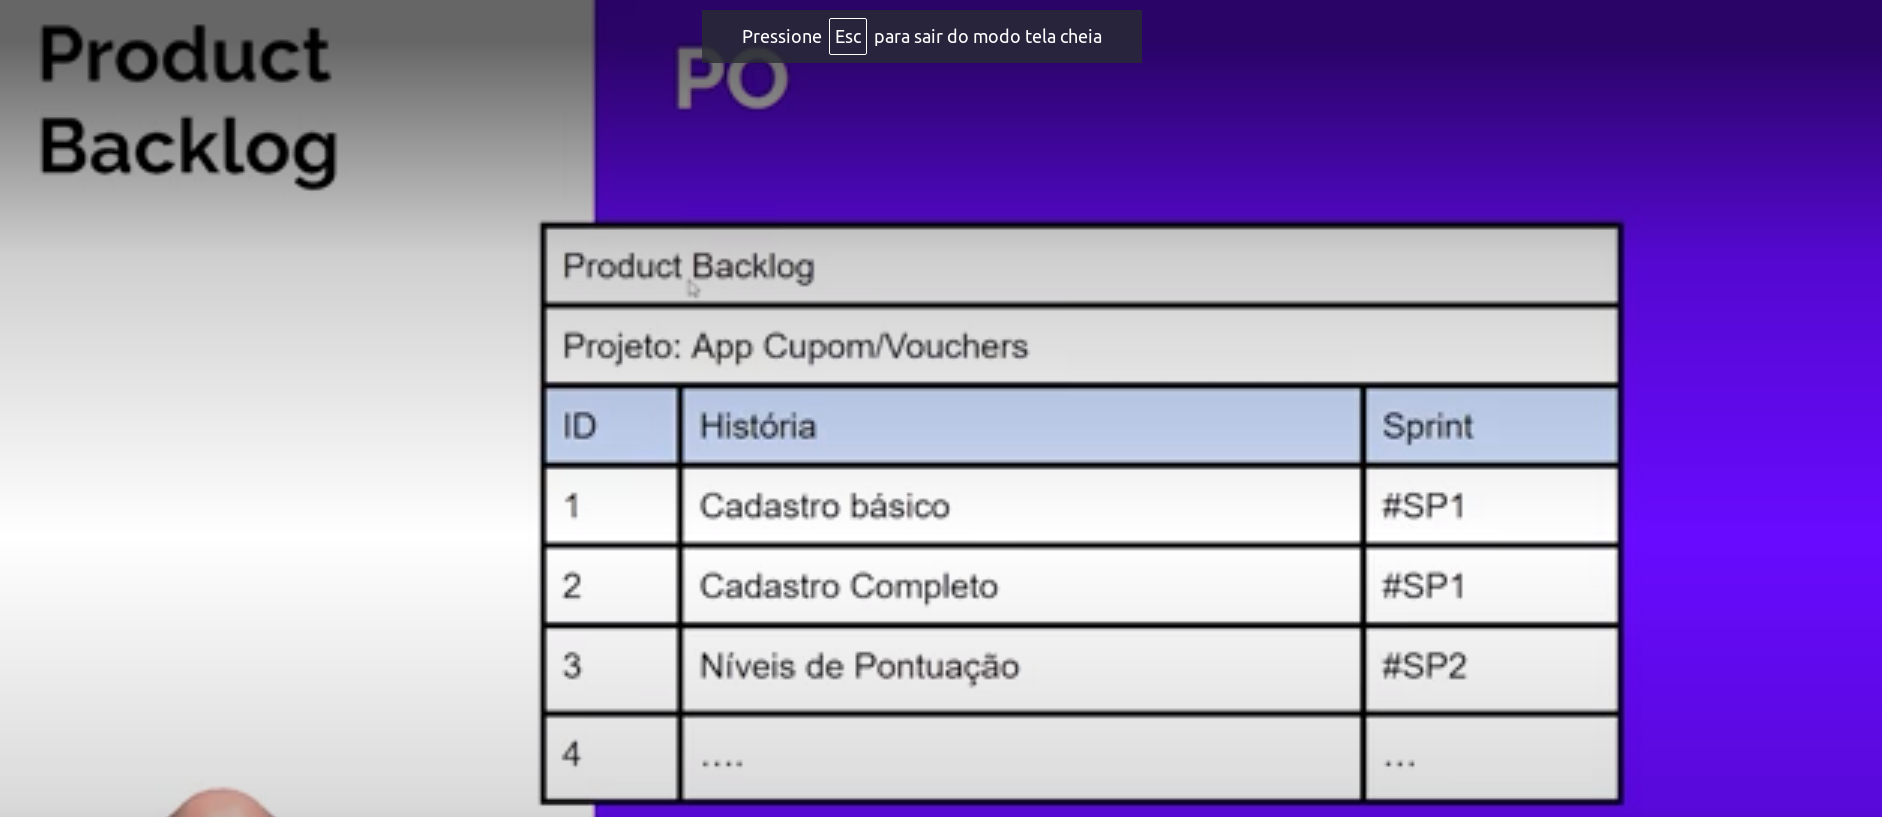 Product
Backlog
Pressione Esc para sair do modo tela cheia
PO
Product Backlog
Projeto: App Cupom/Vouchers
ID História Sprint
1 Cadastro básico #SP1
2 Cadastro Completo #SP1
3 Níveis de Pontuação #SP2
4 .... ...